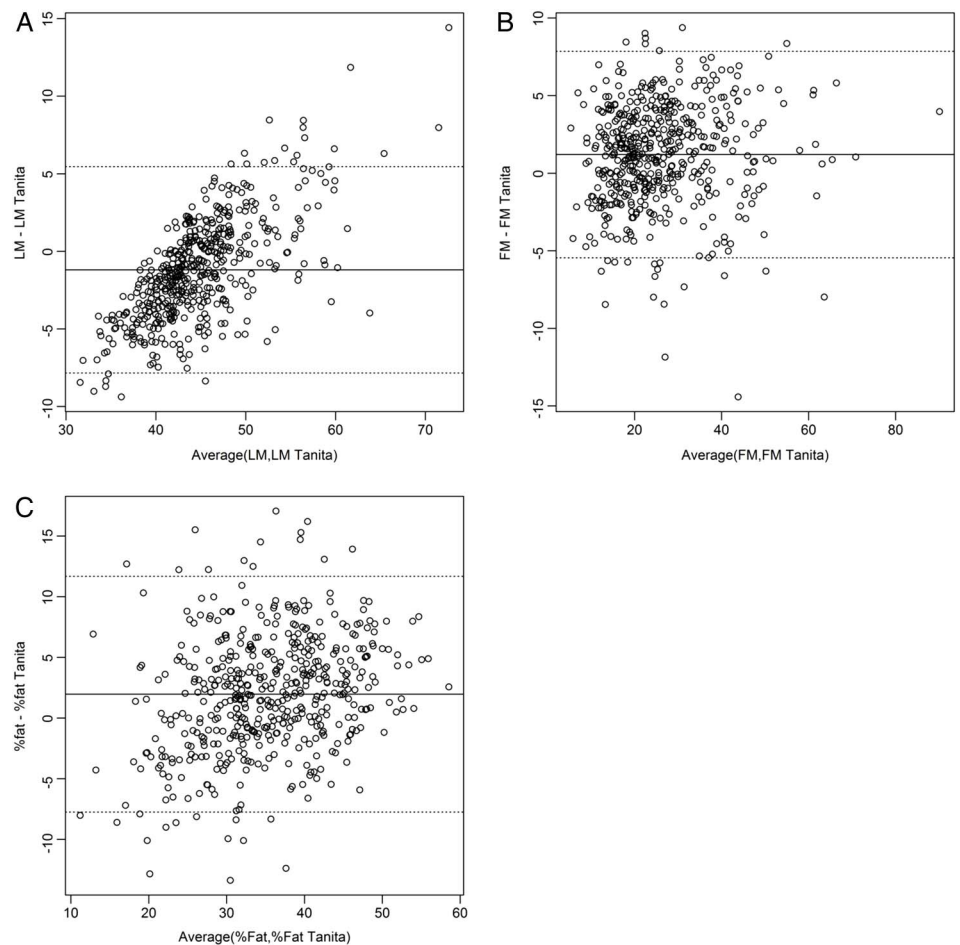 A
15
10
5
0
-5
-10
LM - LM Tanita
30 40 50 60 70
Average(LM,LM Tanita)
B
10
5
0
-5
-10
-15
FM - FM Tanita
20 40 60 80
Average(FM,FM Tanita)
C
15
10
5
0
-5
-10
%fat - %fat Tanita
10 20 30 40 50 60
Average(%Fat,%Fat Tanita)